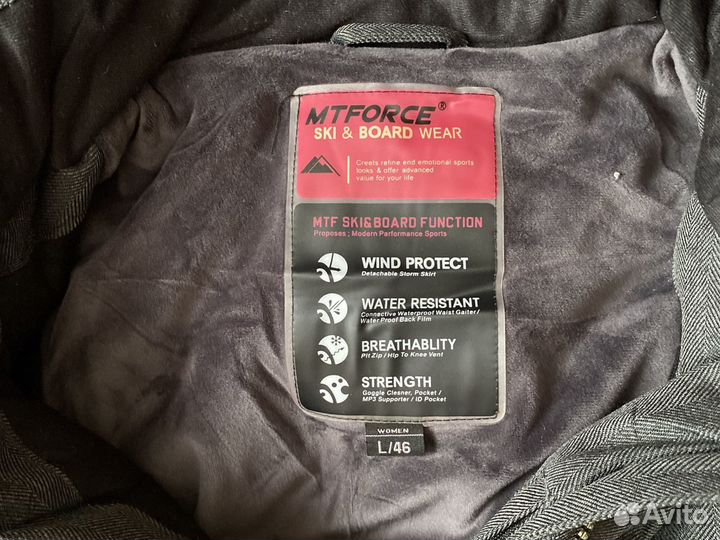 MTFORCE®
SKI & BOARD WEAR
Creets refine end emotional sports
looks & offer advanced
value for your life
MTF SKI&BOARD FUNCTION
Proposes ; Modern Parformance Sports
WIND PROTECT
Detachable Storm Skirt
WATER RESISTANT
Connective Waterproof Waist Gaiter/
Water Proof Back Film
BREATHABLITY
Pit Zip / Hip To Knee Vent
STRENGTH
Goggle Clesner, Pocket /
MP3 Supporter / ID Pocket
WOMEN
L/46
Avito